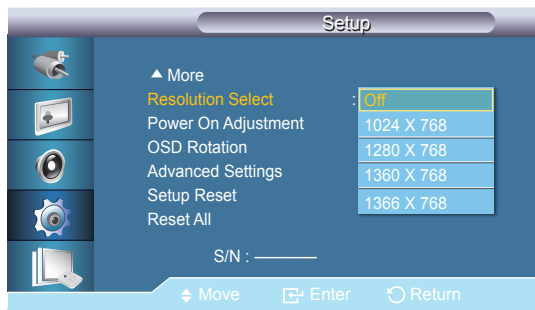 Setup
▲ More
Resolution Select : Off
Power On Adjustment 1024 X 768
OSD Rotation 1280 X 768
Advanced Settings 1360 X 768
Setup Reset 1366 X 768
Reset All
S/N : ————
Move Enter Return